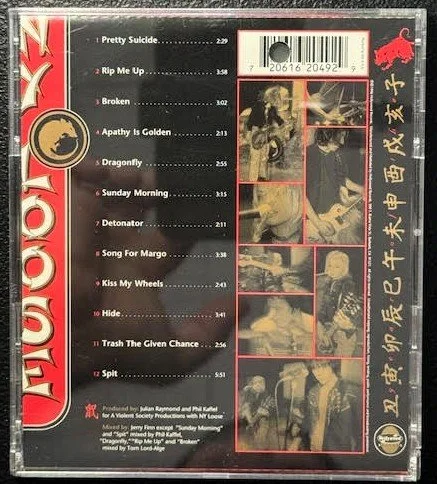 1 Pretty Suicide 2:29
2 Rip Me Up 3:58
3 Broken 3:02
4 Apathy is Golden 2:13
5 Dragonfly 2:55
6 Sunday Morning 3:15
7 Detonator 2:11
8 Song For Margo 3:38
9 Kiss My Wheels 2:43
10 Hide 3:41
11 Trash The Given Chance 2:56
12 Spit 5:51
Produced by: Julian Raymond and Phil Kaffel
for A Violent Society Productions with NY Loose
Mixed by: Jerry Finn except "Sunday Morning"
and "Spit" mixed by Phil Kaffel,
"Dragonfly," "Rip Me Up" and "Broken"
mixed by Tom Lord-Alge
7 20616 20492 9
丑·寅·卯·辰·巳·午·未·申·酉·戌·亥·子